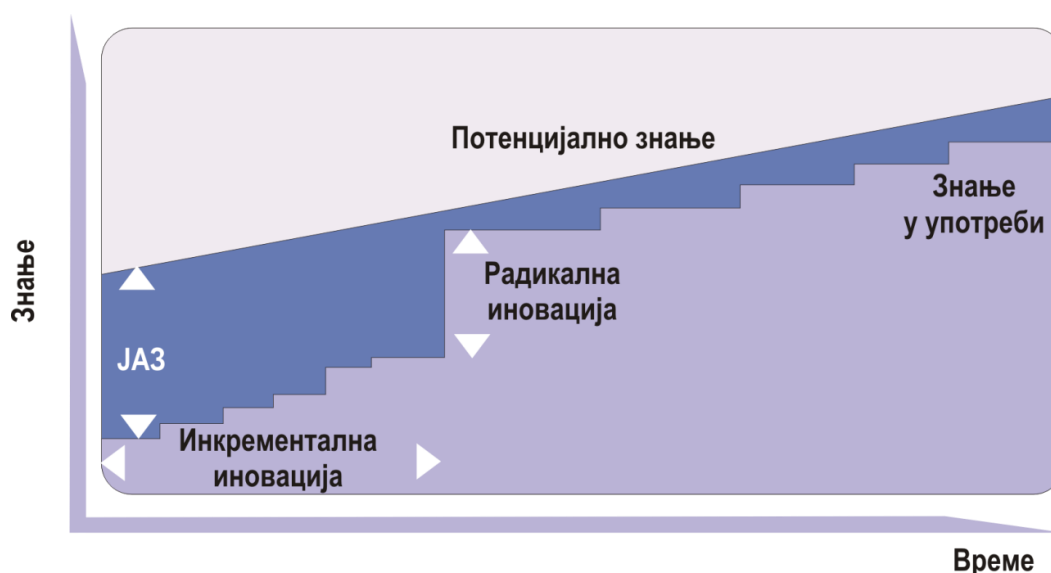 Потенцијално знање
Знање
у употреби
Знање
Радикална
иновација
ЈАЗ
Инкрементална
иновација
Време